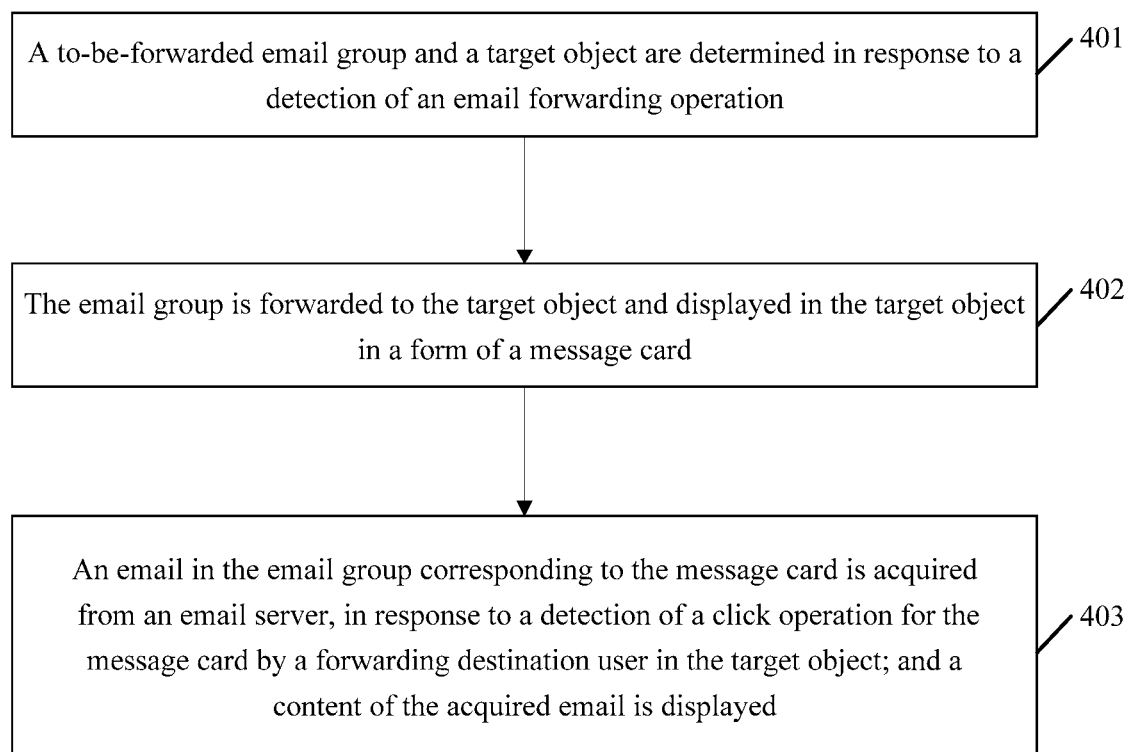 A to-be-forwarded email group and a target object are determined in response to a
detection of an email forwarding operation
401
The email group is forwarded to the target object and displayed in the target object
in a form of a message card
402
An email in the email group corresponding to the message card is acquired
from an email server, in response to a detection of a click operation for the
message card by a forwarding destination user in the target object; and a
content of the acquired email is displayed
403